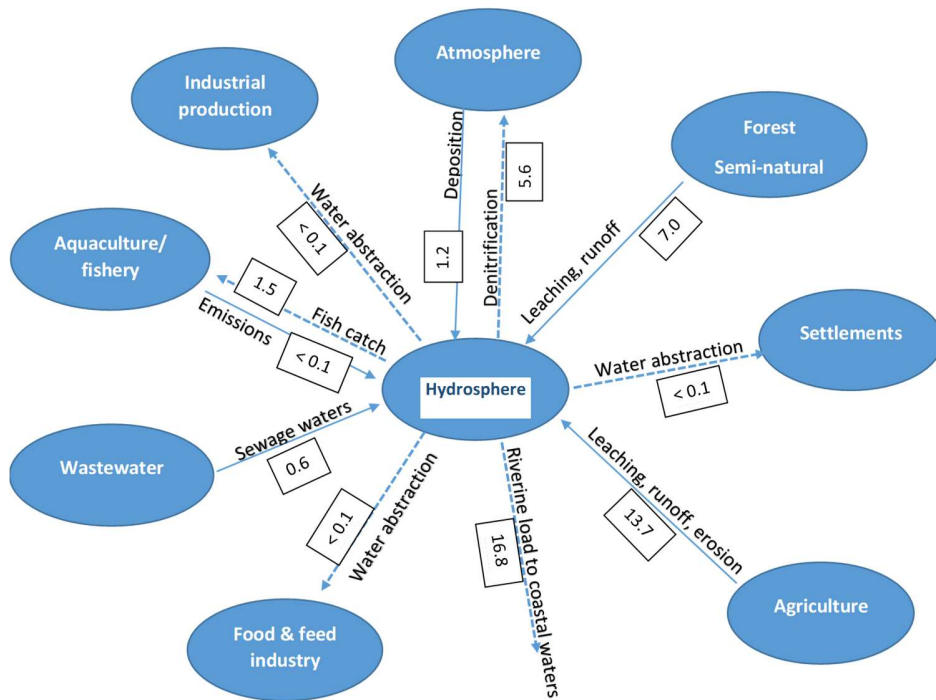 Atmosphere
Industrial
production
Forest
Semi-natural
Deposition
1.2
Denitrification
5.6
Water abstraction
< 0.1
Leaching, runoff
7.0
Aquaculture/
fishery
1.5
Fish catch
Emissions
< 0.1
Settlements
Water abstraction
< 0.1
Hydrosphere
Wastewater
Sewage waters
0.6
Water abstraction
< 0.1
Riverine load to coastal waters
16.8
Leaching, runoff, erosion
13.7
Food & feed
industry
Agriculture